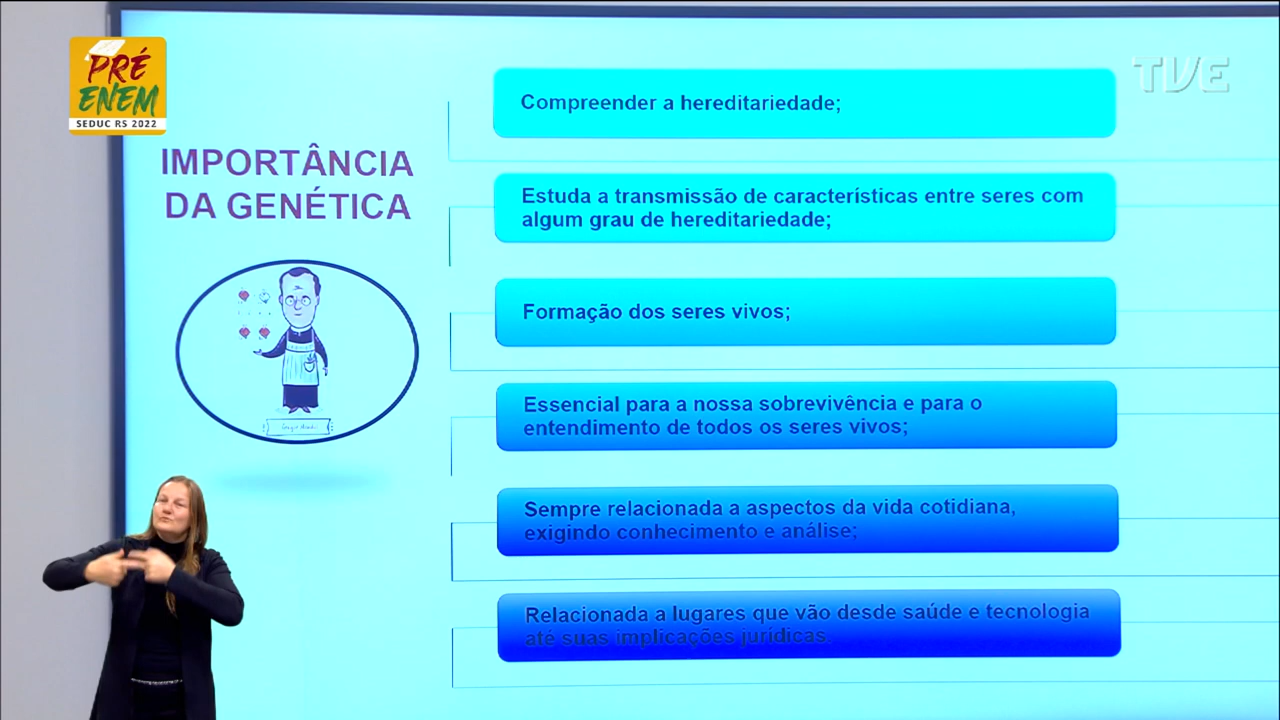 PRÉ
ENEM
SEDUC RS 2022
TVE
IMPORTÂNCIA
DA GENÉTICA
Compreender a hereditariedade;
Estuda a transmissão de características entre seres com
algum grau de hereditariedade;
Formação dos seres vivos;
Essencial para a nossa sobrevivência e para o
entendimento de todos os seres vivos;
Sempre relacionada a aspectos da vida cotidiana,
exigindo conhecimento e análise;
Relacionada a lugares que vão desde saúde e tecnologia
até suas implicações jurídicas.